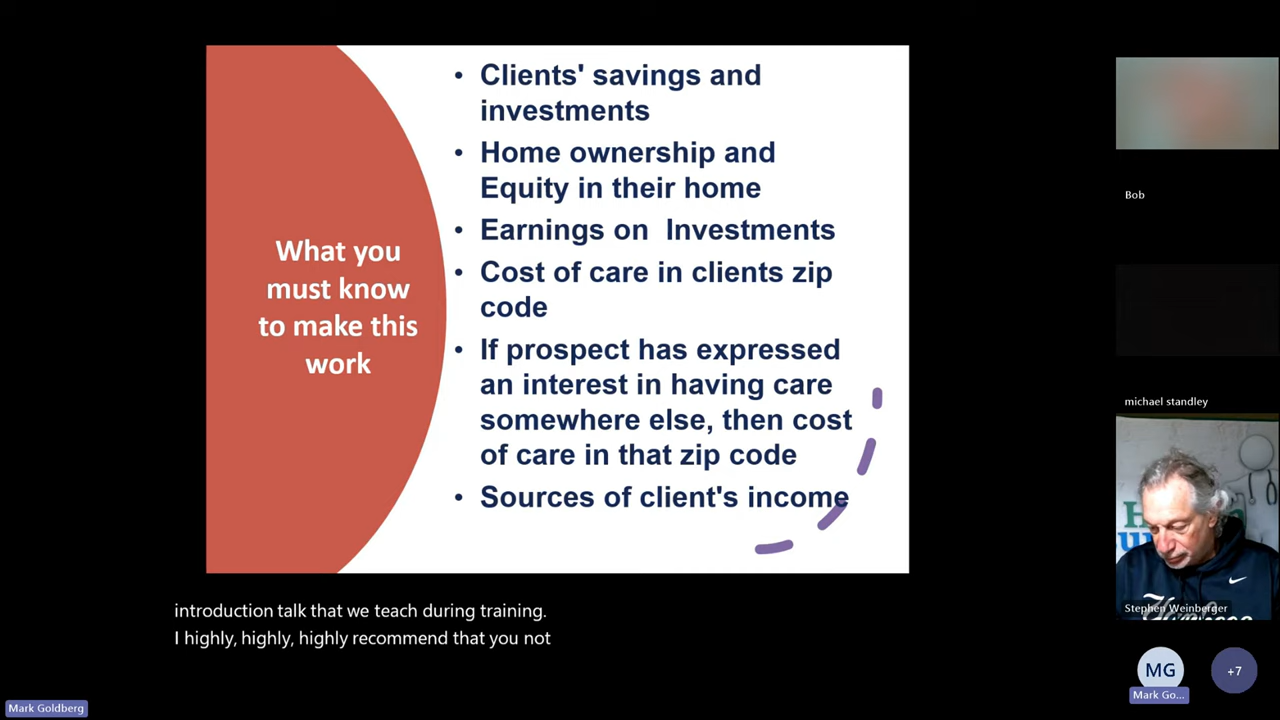 What you
must know
to make this
work
• Clients' savings and
investments
• Home ownership and
Equity in their home
• Earnings on  Investments
• Cost of care in clients zip
code
• If prospect has expressed
an interest in having care
somewhere else, then cost
of care in that zip code
• Sources of client's income
introduction talk that we teach during training.
I highly, highly, highly recommend that you not
Mark Goldberg
Bob
michael standley
Stephen Weinberger
MG
Mark Go...
+7